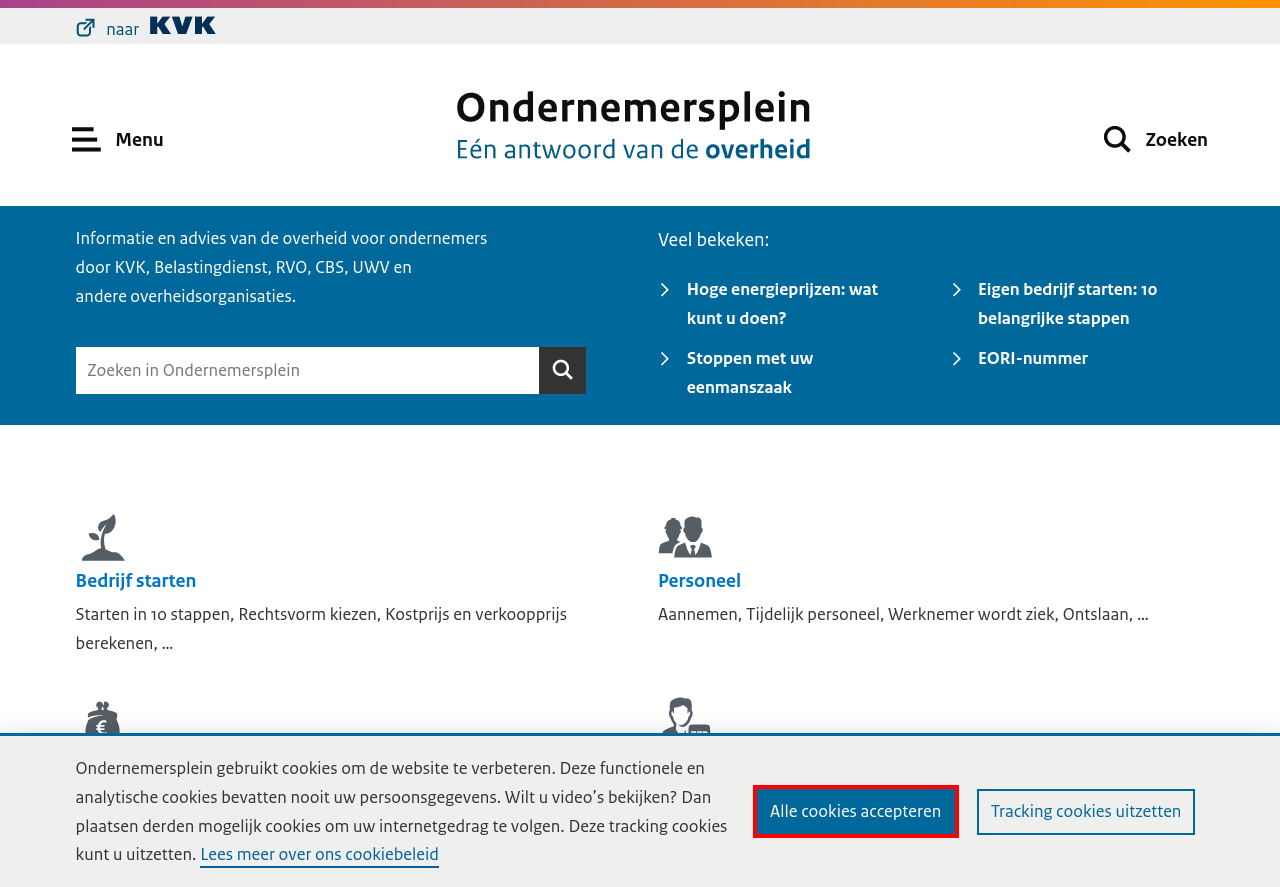 naar KVK
Menu
Ondernemersplein
Eén antwoord van de overheid
Zoeken
Informatie en advies van de overheid voor ondernemers
door KVK, Belastingdienst, RVO, CBS, UWV en
andere overheidsorganisaties.
Zoeken in Ondernemersplein
Veel bekeken:
Hoge energieprijzen: wat
kunt u doen?
Eigen bedrijf starten: 10
belangrijke stappen
Stoppen met uw
eenmanszaak
EORI-nummer
Bedrijf starten
Starten in 10 stappen, Rechtsvorm kiezen, Kostprijs en verkoopprijs
berekenen, ...
Personeel
Aannemen, Tijdelijk personeel, Werknemer wordt ziek, Ontslaan, ...
€
Ondernemersplein gebruikt cookies om de website te verbeteren. Deze functionele en
analytische cookies bevatten nooit uw persoonsgegevens. Wilt u video’s bekijken? Dan
plaatsen derden mogelijk cookies om uw internetgedrag te volgen. Deze tracking cookies
kunt u uitzetten. Lees meer over ons cookiebeleid
Alle cookies accepteren
Tracking cookies uitzetten